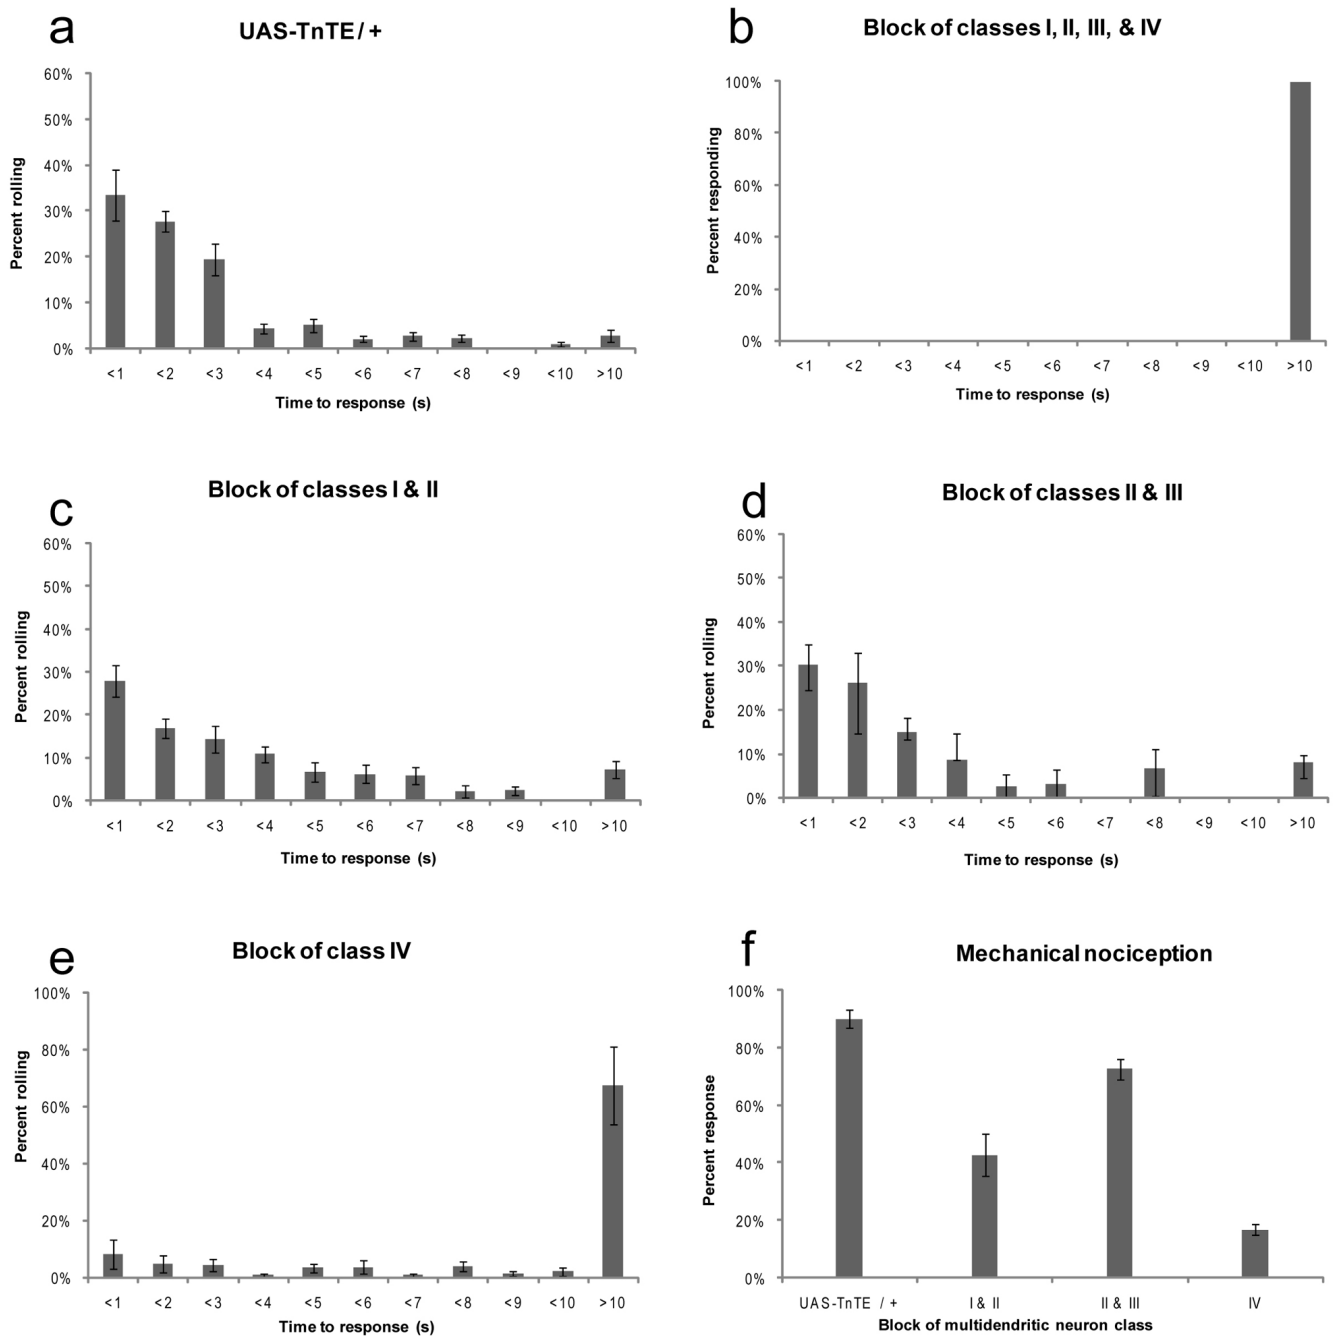 a
UAS-TnTE / +
Percent rolling
60%
50%
40%
30%
20%
10%
0%
<1 <2 <3 <4 <5 <6 <7 <8 <9 <10 >10
Time to response (s)
b
Block of classes I, II, III, & IV
Percent responding
100%
80%
60%
40%
20%
0%
<1 <2 <3 <4 <5 <6 <7 <8 <9 <10 >10
Time to response (s)
c
Block of classes I & II
Percent rolling
60%
50%
40%
30%
20%
10%
0%
<1 <2 <3 <4 <5 <6 <7 <8 <9 <10 >10
Time to response (s)
d
Block of classes II & III
Percent rolling
60%
50%
40%
30%
20%
10%
0%
<1 <2 <3 <4 <5 <6 <7 <8 <9 <10 >10
Time to response (s)
e
Block of class IV
Percent rolling
100%
80%
60%
40%
20%
0%
<1 <2 <3 <4 <5 <6 <7 <8 <9 <10 >10
Time to response (s)
f
Mechanical nociception
Percent response
100%
80%
60%
40%
20%
0%
UAS-TnTE / + I & II II & III IV
Block of multidendritic neuron class